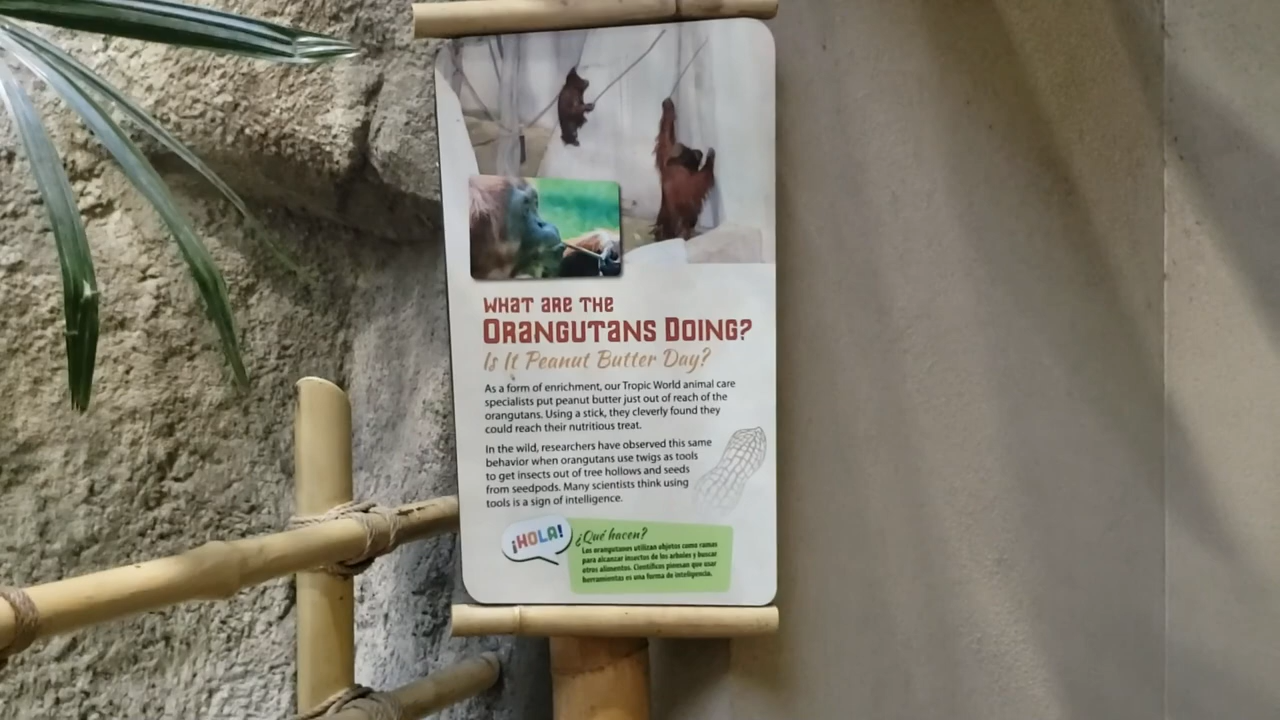 What are the
Orangutans Doing?
Is It Peanut Butter Day?
As a form of enrichment, our Tropic World animal care
specialists put peanut butter just out of reach of the
orangutans. Using a stick, they cleverly found they
could reach their nutritious treat.
In the wild, researchers have observed this same
behavior when orangutans use twigs as tools
to get insects out of tree hollows and seeds
from seedpods. Many scientists think using
tools is a sign of intelligence.
¡HOLA!
¿Qué hacen?
Los orangutanes utilizan objetos como ramas
para alcanzar insectos de los arboles y buscar
otros alimentos. Científicos piensan que usar
herramientas es una forma de inteligencia.